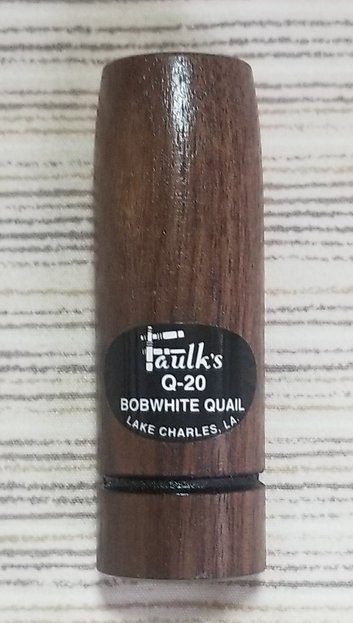 Faulk's
Q-20
BOBWHITE QUAIL
LAKE CHARLES, LA.